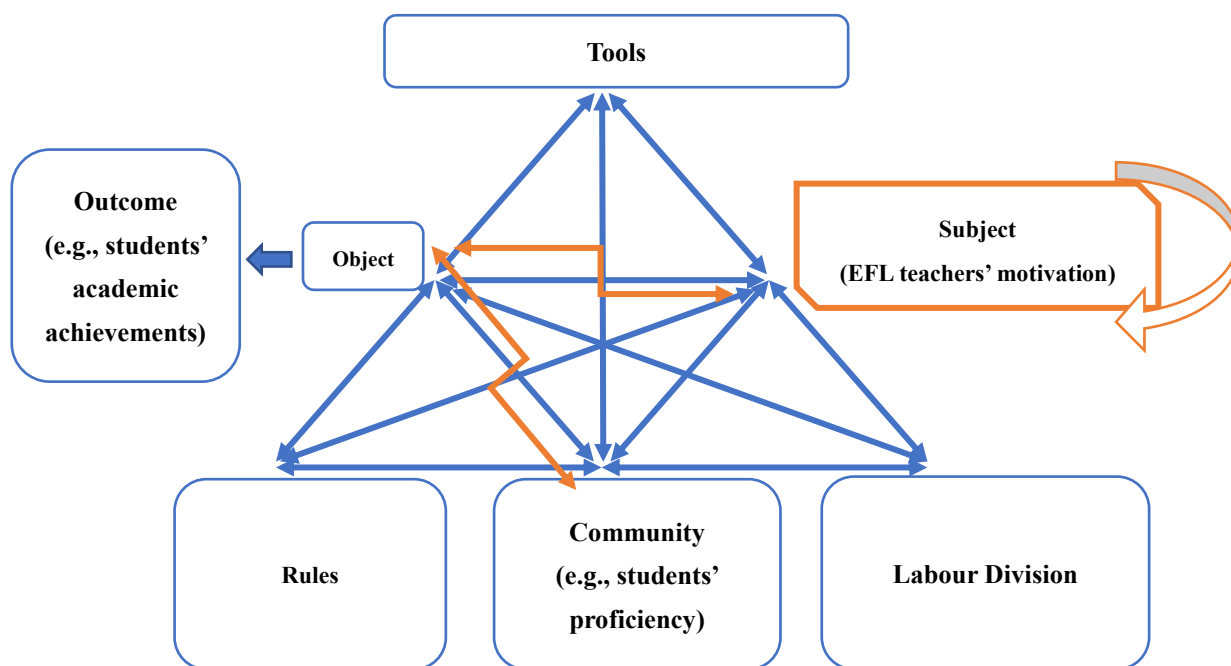 Tools
Outcome
(e.g., students’
academic
achievements)
Object
Subject
(EFL teachers’ motivation)
Rules
Community
(e.g., students’
proficiency)
Labour Division